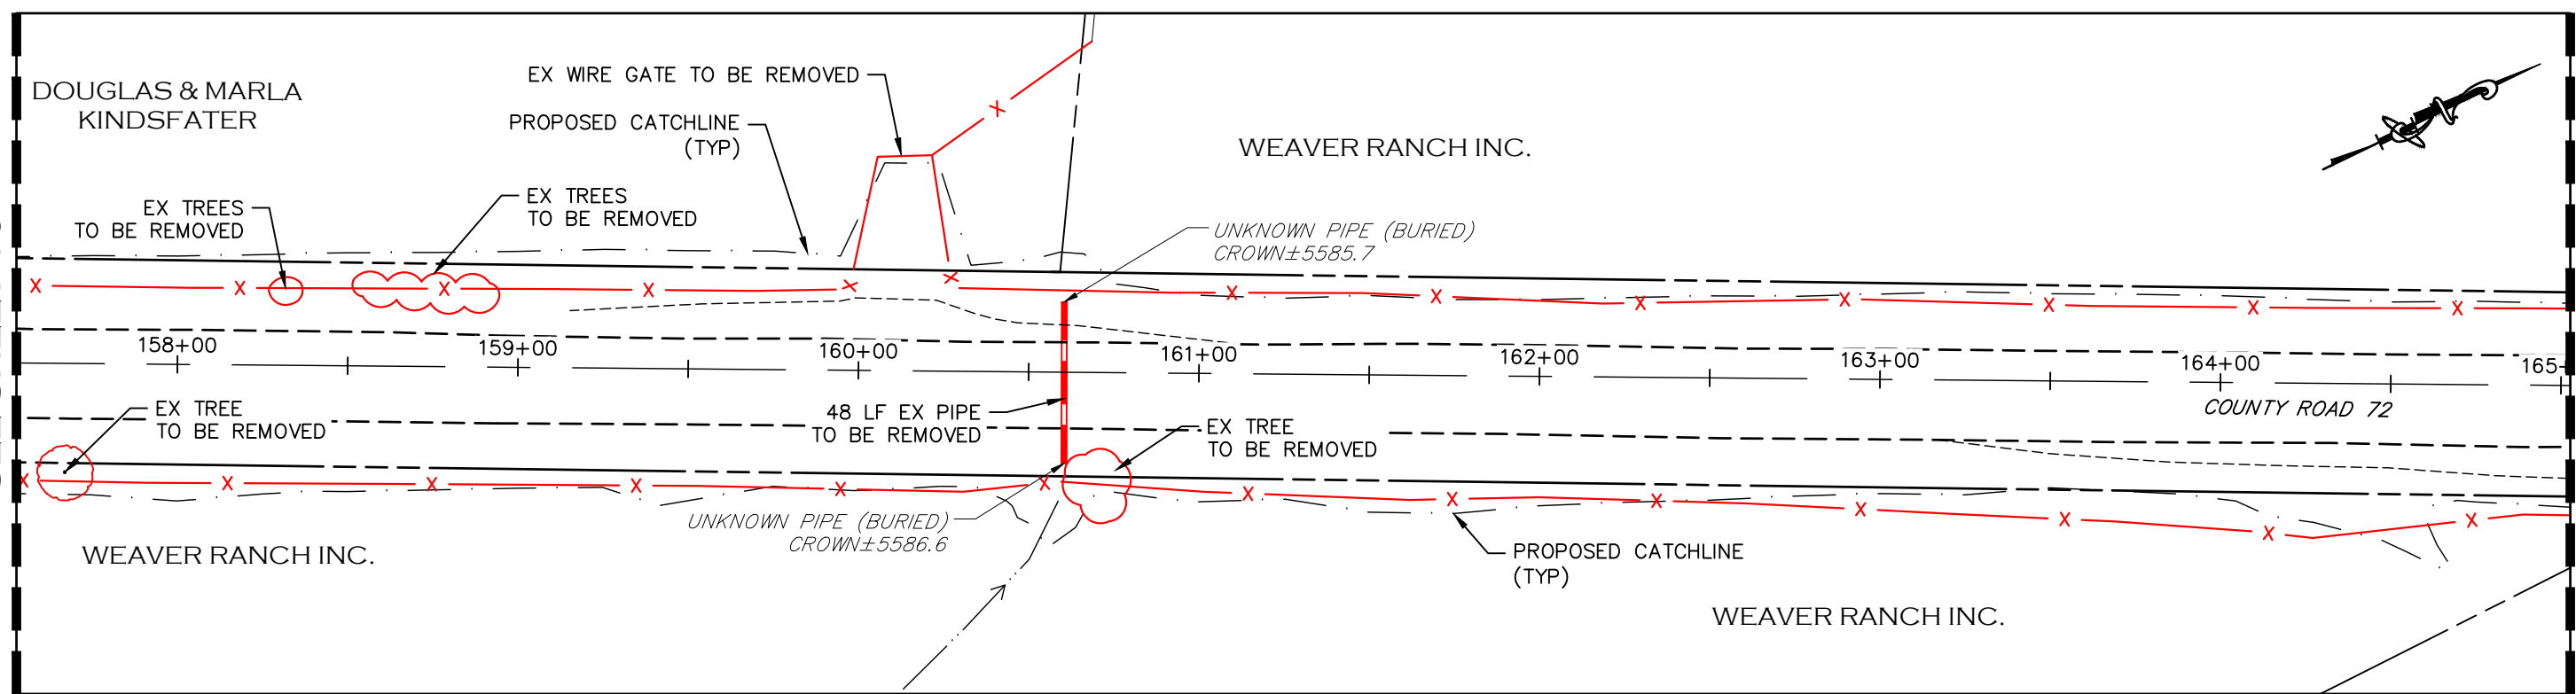 DOUGLAS & MARLA
KINDSFATER
EX WIRE GATE TO BE REMOVED
PROPOSED CATCHLINE
(TYP)
WEAVER RANCH INC.
EX TREES
TO BE REMOVED
EX TREES
TO BE REMOVED
UNKNOWN PIPE (BURIED)
CROWN±5585.7
158+00
159+00
160+00
161+00
162+00
163+00
164+00
165+
COUNTY ROAD 72
EX TREE
TO BE REMOVED
48 LF EX PIPE
TO BE REMOVED
EX TREE
TO BE REMOVED
UNKNOWN PIPE (BURIED)
CROWN±5586.6
WEAVER RANCH INC.
PROPOSED CATCHLINE
(TYP)
WEAVER RANCH INC.